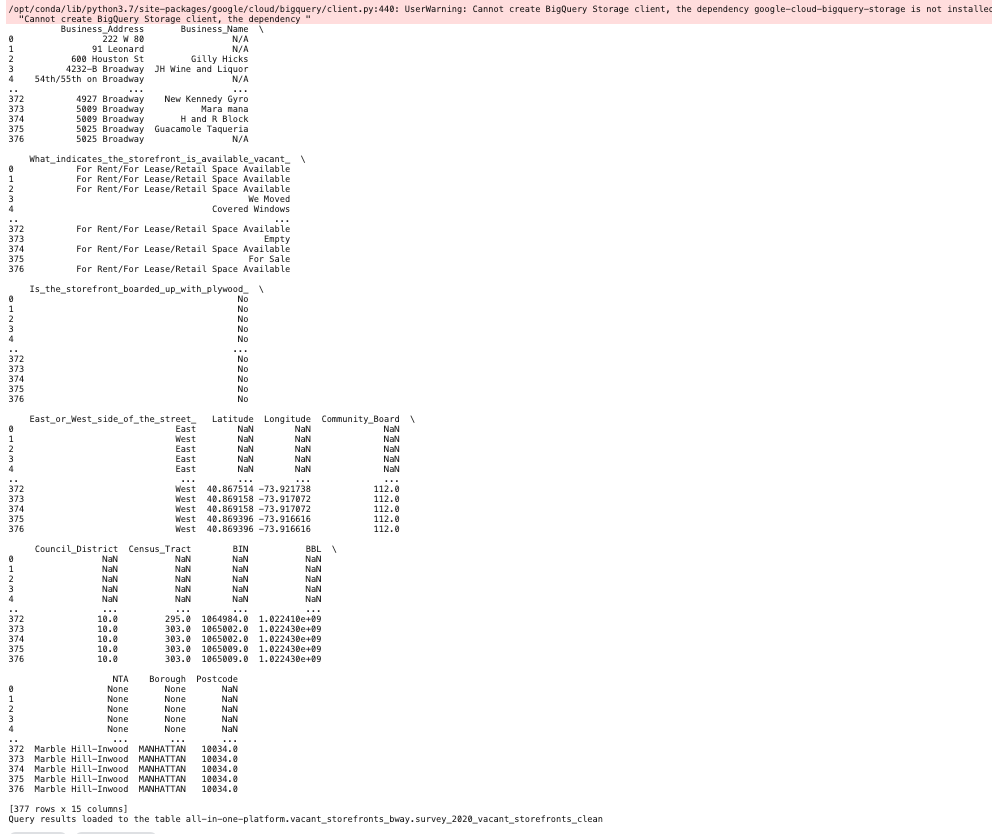 /opt/conda/lib/python3.7/site-packages/google/cloud/bigquery/client.py:440: UserWarning: Cannot create BigQuery Storage client, the dependency google-cloud-bigquery-storage is not installed
"Cannot create BigQuery Storage client, the dependency "
Business_Address Business_Name \
0 222 W 80 N/A
1 91 Leonard N/A
2 600 Houston St Gilly Hicks
3 4232-B Broadway JH Wine and Liquor
4 54th/55th on Broadway N/A
.. ... ...
372 4927 Broadway New Kennedy Gyro
373 5009 Broadway Mara mana
374 5009 Broadway H and R Block
375 5025 Broadway Guacamole Taqueria
376 5025 Broadway N/A
What_indicates_the_storefront_is_available_vacant_ \
0 For Rent/For Lease/Retail Space Available
1 For Rent/For Lease/Retail Space Available
2 For Rent/For Lease/Retail Space Available
3 We Moved
4 Covered Windows
.. ...
372 For Rent/For Lease/Retail Space Available
373 Empty
374 For Rent/For Lease/Retail Space Available
375 For Sale
376 For Rent/For Lease/Retail Space Available
Is_the_storefront_boarded_up_with_plywood_ \
0 No
1 No
2 No
3 No
4 No
.. ...
372 No
373 No
374 No
375 No
376 No
East_or_West_side_of_the_street_ Latitude Longitude Community_Board \
0 East NaN NaN NaN
1 West NaN NaN NaN
2 East NaN NaN NaN
3 East NaN NaN NaN
4 East NaN NaN NaN
.. ... ... ... ...
372 West 40.867514 -73.921738 112.0
373 West 40.869158 -73.917072 112.0
374 West 40.869158 -73.917072 112.0
375 West 40.869396 -73.916616 112.0
376 West 40.869396 -73.916616 112.0
Council_District Census_Tract BIN BBL \
0 NaN NaN NaN NaN
1 NaN NaN NaN NaN
2 NaN NaN NaN NaN
3 NaN NaN NaN NaN
4 NaN NaN NaN NaN
.. ... ... ... ...
372 10.0 295.0 1064984.0 1.022410e+09
373 10.0 303.0 1065002.0 1.022430e+09
374 10.0 303.0 1065002.0 1.022430e+09
375 10.0 303.0 1065009.0 1.022430e+09
376 10.0 303.0 1065009.0 1.022430e+09
NTA Borough Postcode
0 None None NaN
1 None None NaN
2 None None NaN
3 None None NaN
4 None None NaN
.. ... ... ...
372 Marble Hill-Inwood MANHATTAN 10034.0
373 Marble Hill-Inwood MANHATTAN 10034.0
374 Marble Hill-Inwood MANHATTAN 10034.0
375 Marble Hill-Inwood MANHATTAN 10034.0
376 Marble Hill-Inwood MANHATTAN 10034.0
[377 rows x 15 columns]
Query results loaded to the table all-in-one-platform.vacant_storefronts_bway.survey_2020_vacant_storefronts_clean